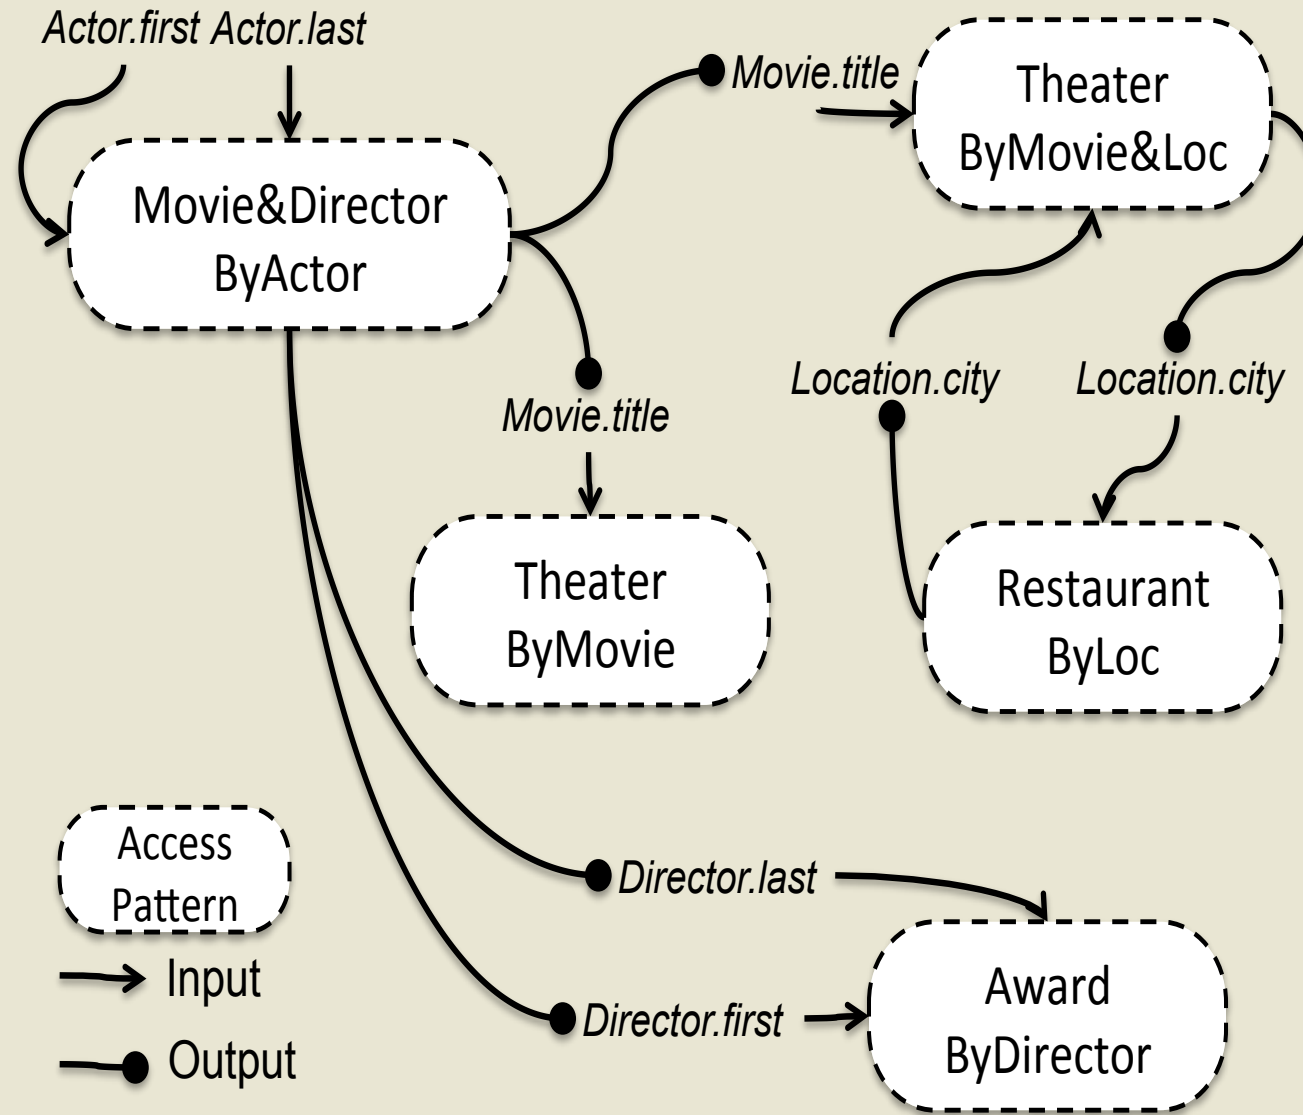 Actor.first Actor.last
Movie.title
Theater
ByMovie&Loc
Movie&Director
ByActor
Location.city
Location.city
Movie.title
Theater
ByMovie
Restaurant
ByLoc
Access
Pattern
Director.last
Input
Award
ByDirector
Director.first
Output